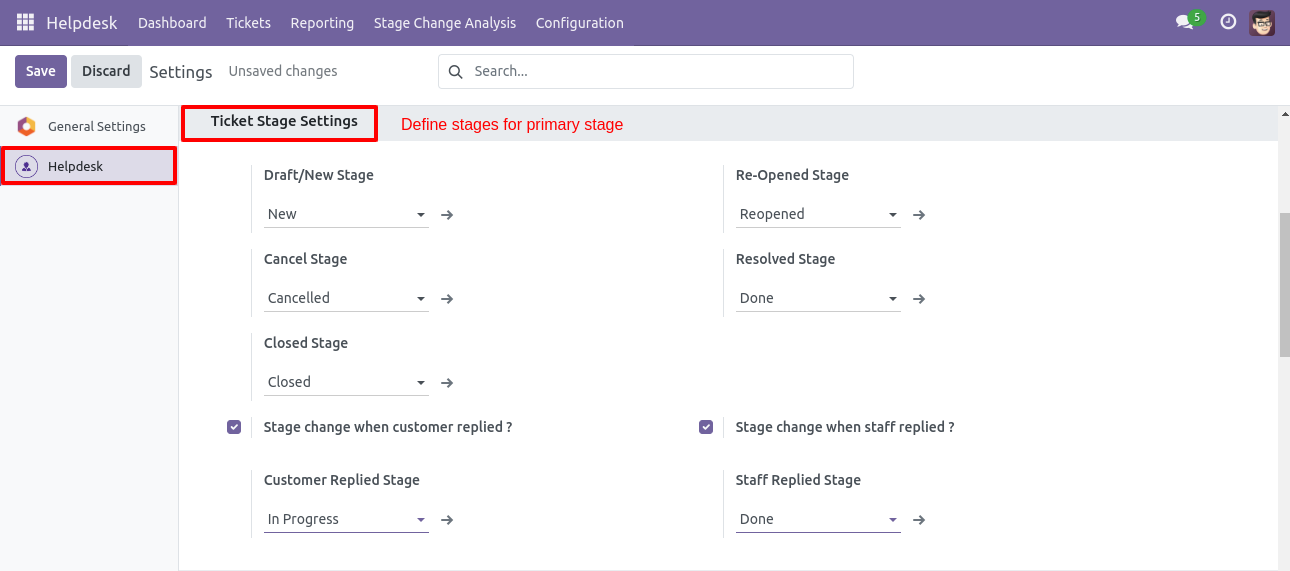 Helpdesk Dashboard Tickets Reporting Stage Change Analysis Configuration 5
Save Discard Settings Unsaved changes Search...
General Settings
Helpdesk
Ticket Stage Settings Define stages for primary stage
Draft/New Stage Re-Opened Stage
New Reopened
Cancel Stage Resolved Stage
Cancelled Done
Closed Stage
Closed
Stage change when customer replied ? Stage change when staff replied ?
Customer Replied Stage Staff Replied Stage
In Progress Done